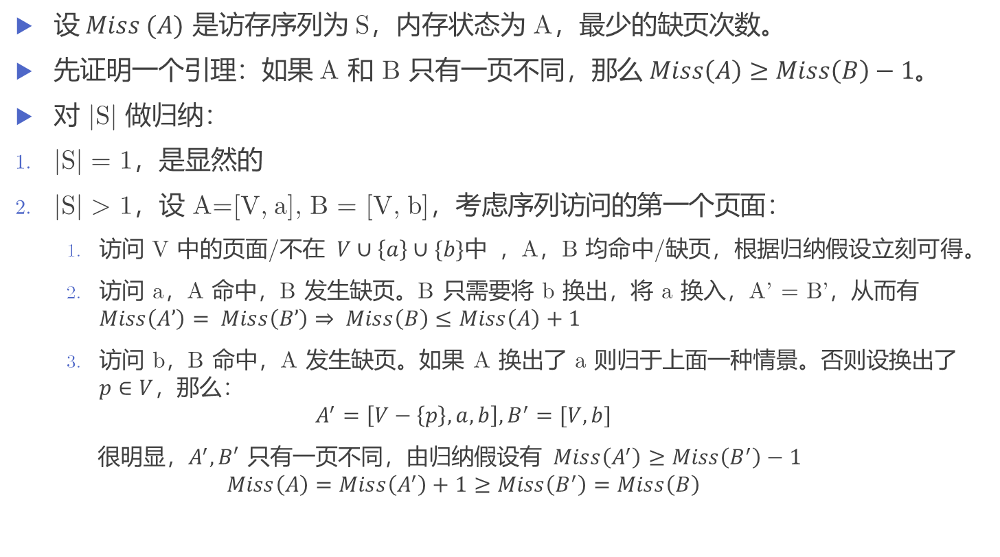 ▶ 设 Miss (A) 是访存序列为 S，内存状态为 A，最少的缺页次数。
▶ 先证明一个引理：如果 A 和 B 只有一页不同，那么 Miss(A) ≥ Miss(B) − 1。
▶ 对 |S| 做归纳：
1. |S| = 1，是显然的
2. |S| > 1，设 A=[V, a], B = [V, b]，考虑序列访问的第一个页面：
1. 访问 V 中的页面/不在 V ∪ {a} ∪ {b}中 ，A，B 均命中/缺页，根据归纳假设立刻可得。
2. 访问 a，A 命中，B 发生缺页。B 只需要将 b 换出，将 a 换入，A’ = B’，从而有
Miss(A’) = Miss(B’) ⇒ Miss(B) ≤ Miss(A) + 1
3. 访问 b，B 命中，A 发生缺页。如果 A 换出了 a 则归于上面一种情景。否则设换出了
p ∈ V，那么：
A′ = [V − {p}, a, b], B′ = [V, b]
很明显，A′, B′ 只有一页不同，由归纳假设有 Miss(A′) ≥ Miss(B′) − 1
Miss(A) = Miss(A′) + 1 ≥ Miss(B′) = Miss(B)